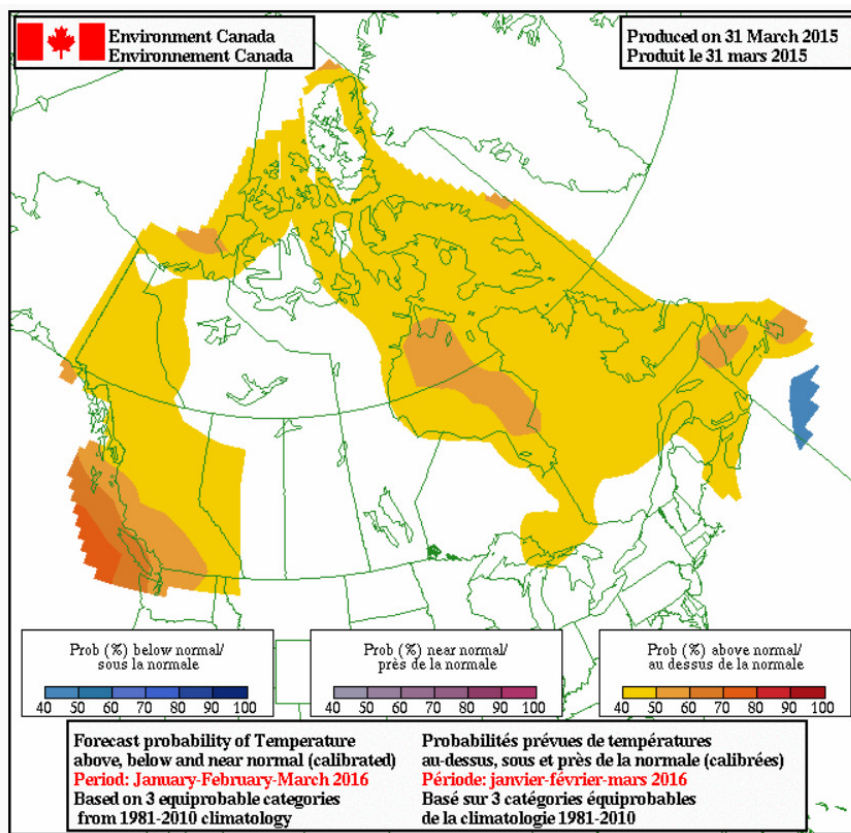 Environment Canada
Environnement Canada
Produced on 31 March 2015
Produit le 31 mars 2015
Prob (%) below normal/
sous la normale
40 50 60 70 80 90 100
Prob (%) near normal/
près de la normale
40 50 60 70 80 90 100
Prob (%) above normal/
au dessus de la normale
40 50 60 70 80 90 100
Forecast probability of Temperature
above, below and near normal (calibrated)
Period: January-February-March 2016
Based on 3 equiprobable categories
from 1981-2010 climatology
Probabilités prévues de températures
au-dessus, sous et près de la normale (calibrées)
Période: janvier-février-mars 2016
Basé sur 3 catégories équiprobables
de la climatologie 1981-2010